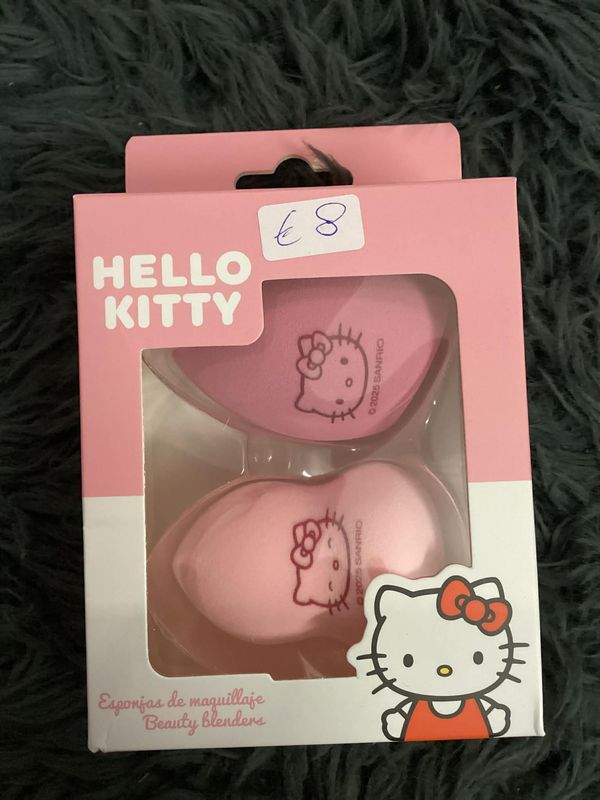 € 8
HELLO
KITTY
© 2025 SANRIO
© 2025 SANRIO
Esponjas de maquillaje
Beauty blenders